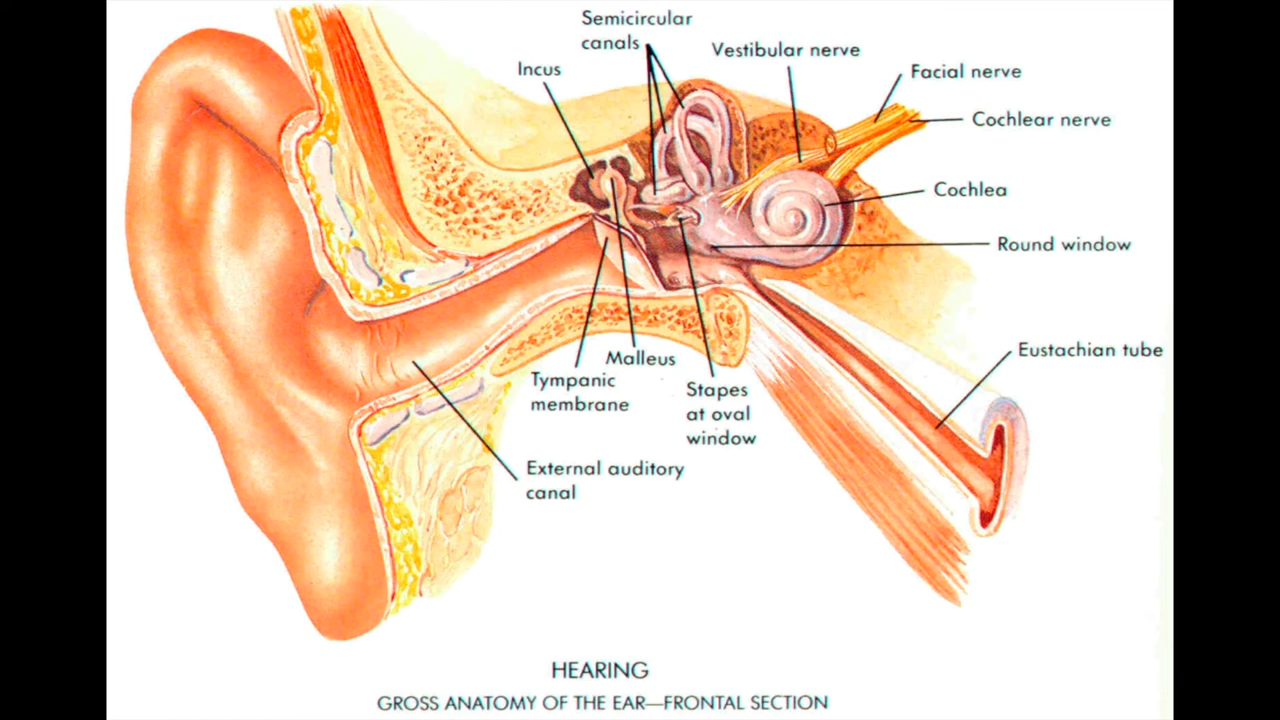 Semicircular
canals
Vestibular nerve
Incus
Facial nerve
Cochlear nerve
Cochlea
Round window
Eustachian tube
Malleus
Tympanic
membrane
Stapes
at oval
window
External auditory
canal
HEARING
GROSS ANATOMY OF THE EAR—FRONTAL SECTION